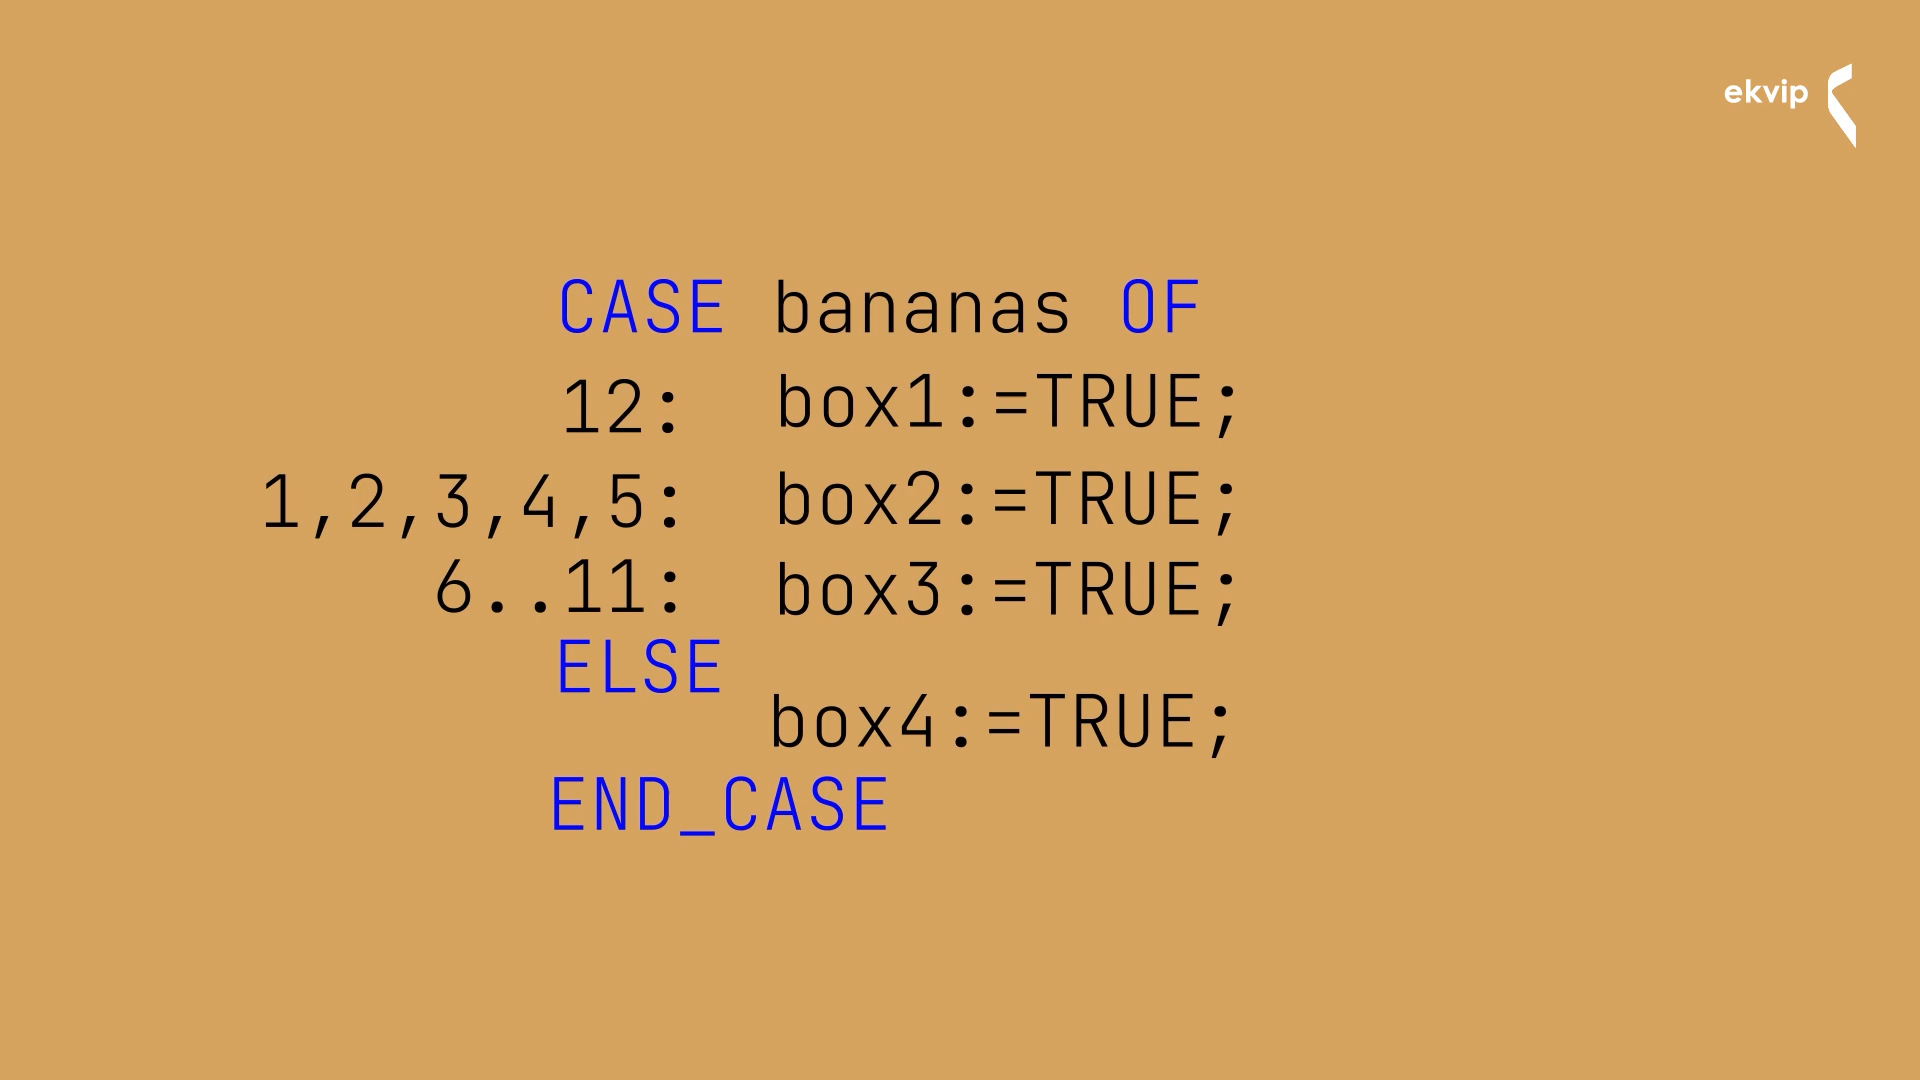 ekvip
CASE bananas OF
12: box1:=TRUE;
1,2,3,4,5: box2:=TRUE;
6..11: box3:=TRUE;
ELSE
box4:=TRUE;
END_CASE